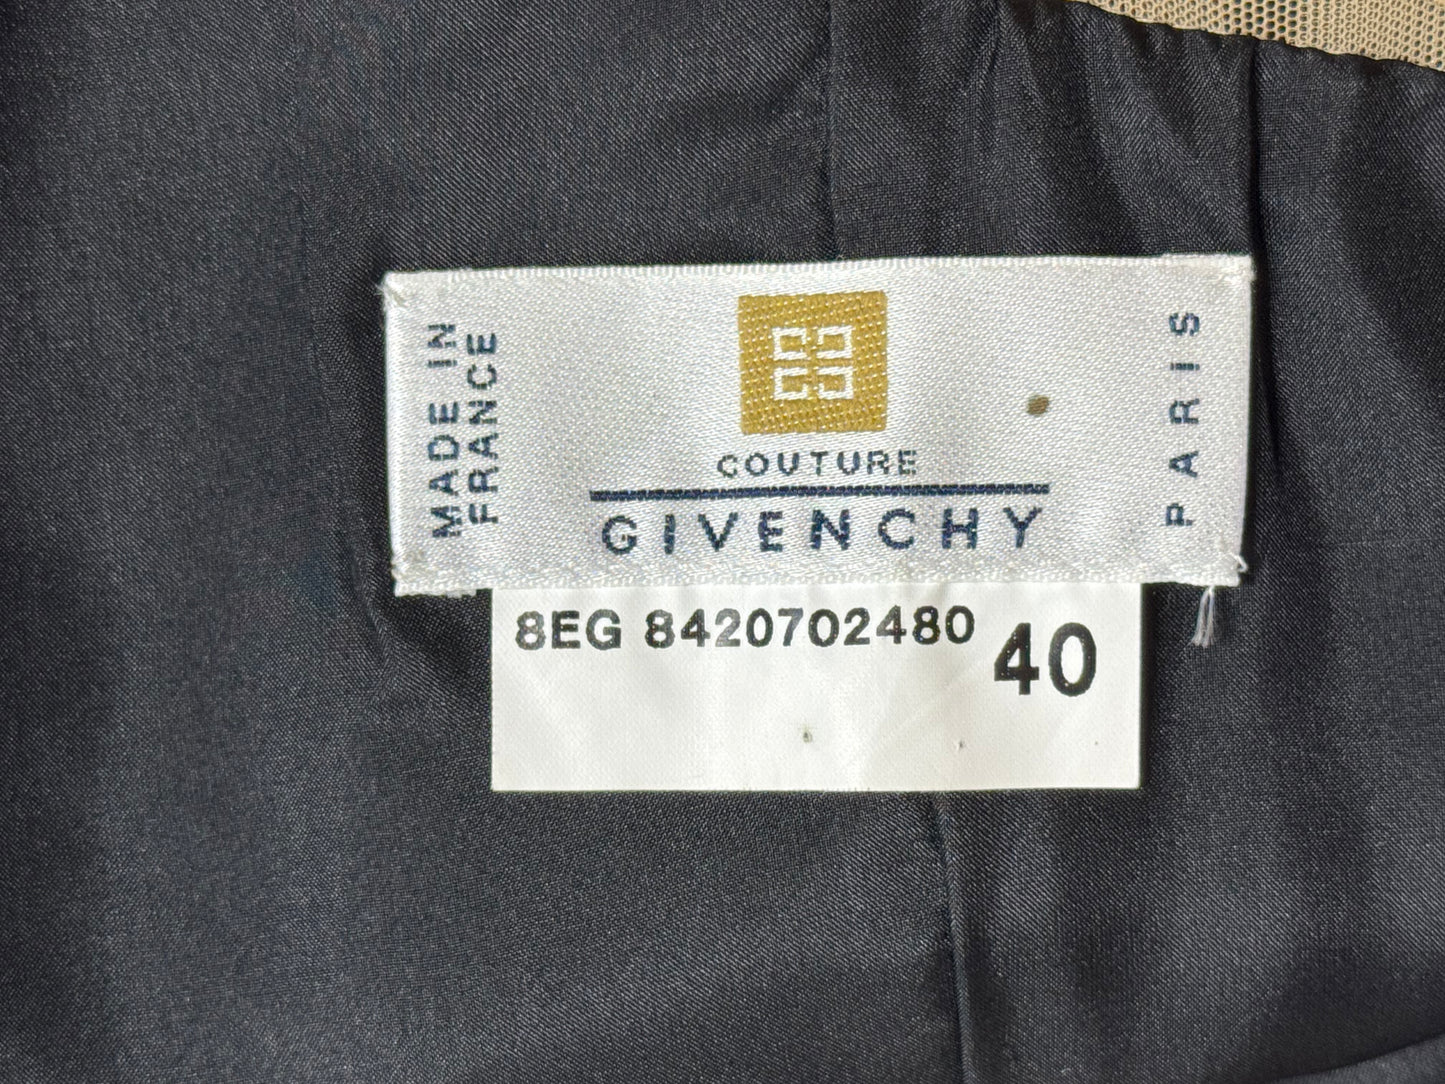 MADE IN
FRANCE
COUTURE
GIVENCHY
PARIS
8EG 8420702480
40